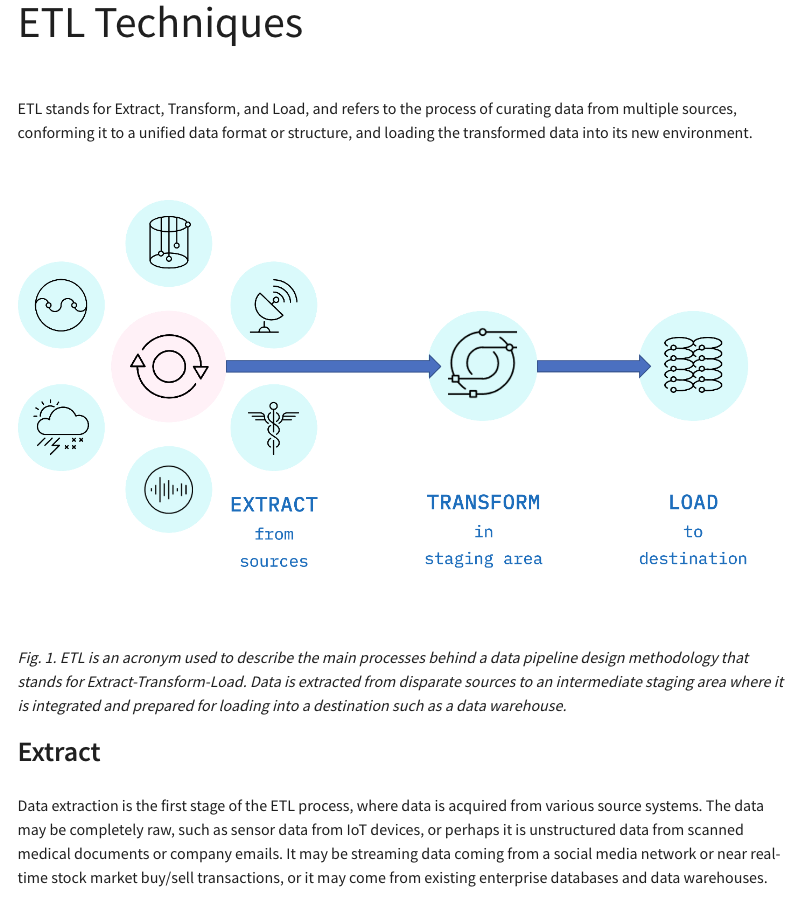 ETL Techniques
ETL stands for Extract, Transform, and Load, and refers to the process of curating data from multiple sources,
conforming it to a unified data format or structure, and loading the transformed data into its new environment.
EXTRACT
from
sources
TRANSFORM
in
staging area
LOAD
to
destination
Fig. 1. ETL is an acronym used to describe the main processes behind a data pipeline design methodology that
stands for Extract-Transform-Load. Data is extracted from disparate sources to an intermediate staging area where it
is integrated and prepared for loading into a destination such as a data warehouse.
Extract
Data extraction is the first stage of the ETL process, where data is acquired from various source systems. The data
may be completely raw, such as sensor data from IoT devices, or perhaps it is unstructured data from scanned
medical documents or company emails. It may be streaming data coming from a social media network or near real-
time stock market buy/sell transactions, or it may come from existing enterprise databases and data warehouses.